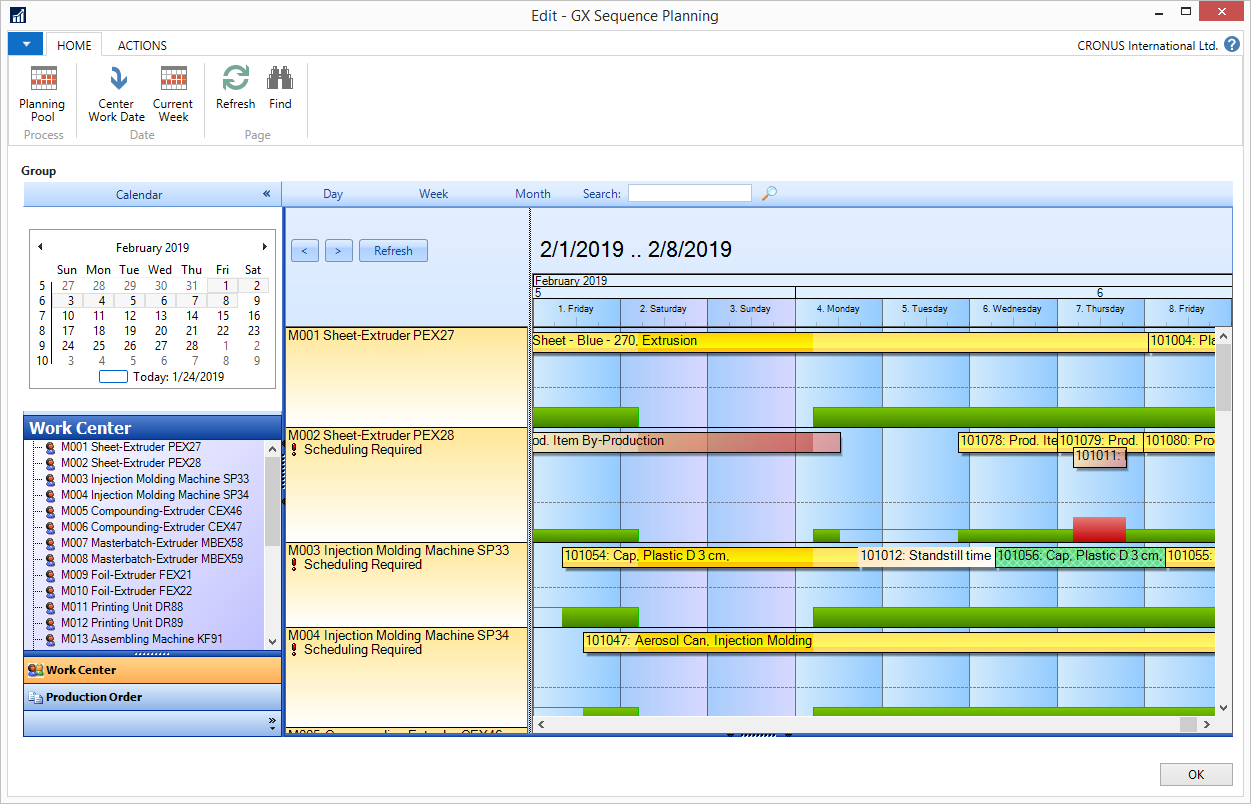 Edit - GX Sequence Planning
HOME
ACTIONS
CRONUS International Ltd.
?
Planning Pool
Center Work Date
Current Week
Refresh
Find
Process
Date
Page
Group
Calendar
«
Day
Week
Month
Search:
February 2019
Sun Mon Tue Wed Thu Fri Sat
5 27 28 29 30 31 1 2
6 3 4 5 6 7 8 9
7 10 11 12 13 14 15 16
8 17 18 19 20 21 22 23
9 24 25 26 27 28 1 2
10 3 4 5 6 7 8 9
Today: 1/24/2019
Work Center
M001 Sheet-Extruder PEX27
M002 Sheet-Extruder PEX28
M003 Injection Molding Machine SP33
M004 Injection Molding Machine SP34
M005 Compounding-Extruder CEX46
M006 Compounding-Extruder CEX47
M007 Masterbatch-Extruder MBEX58
M008 Masterbatch-Extruder MBEX59
M009 Foil-Extruder FEX21
M010 Foil-Extruder FEX22
M011 Printing Unit DR88
M012 Printing Unit DR89
M013 Assembling Machine KF91
Work Center
Production Order
»
<
>
Refresh
2/1/2019 .. 2/8/2019
February 2019
5
6
1. Friday
2. Saturday
3. Sunday
4. Monday
5. Tuesday
6. Wednesday
7. Thursday
8. Friday
M001 Sheet-Extruder PEX27
Sheet - Blue - 270, Extrusion
101004: Pla
M002 Sheet-Extruder PEX28
! Scheduling Required
od. Item By-Production
101078: Prod. Ite
101079: Prod.
101080: Pro
101011:
M003 Injection Molding Machine SP33
! Scheduling Required
101054: Cap, Plastic D 3 cm,
101012: Standstill time
101056: Cap, Plastic D 3 cm,
101055:
M004 Injection Molding Machine SP34
! Scheduling Required
101047: Aerosol Can, Injection Molding
M005 Compounding-Extruder CEX46
OK